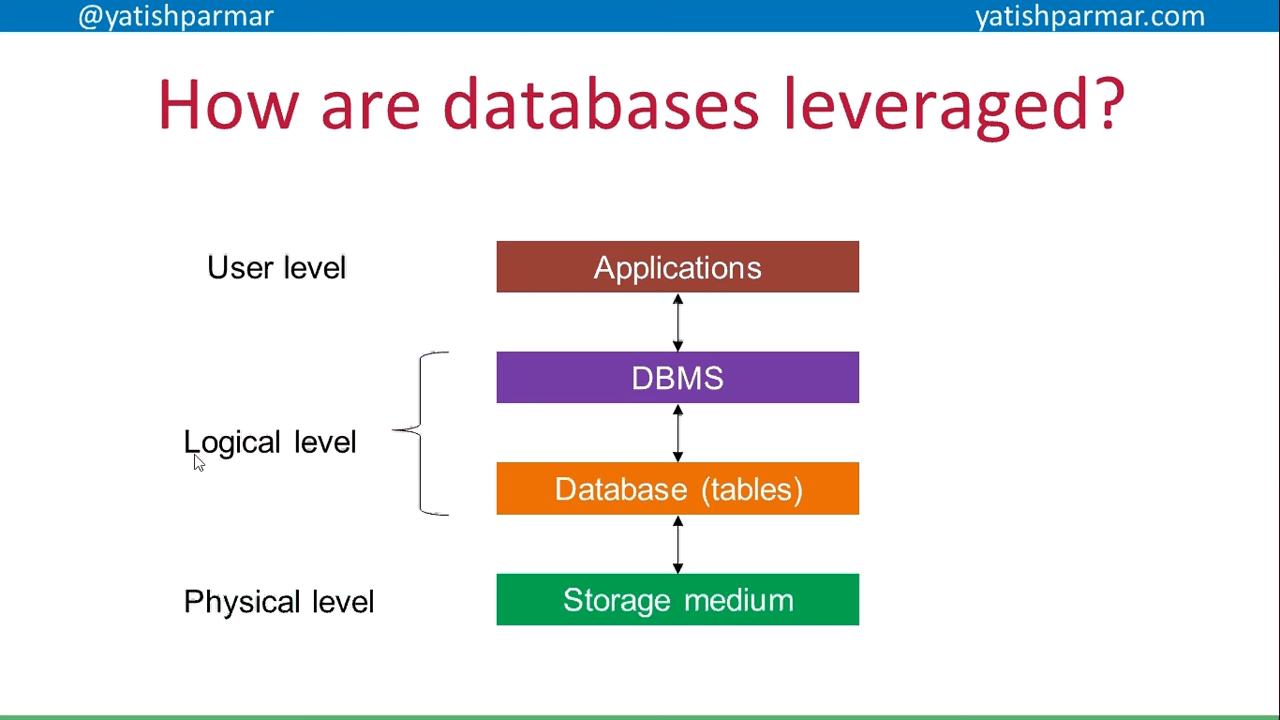 @yatishparmar
yatishparmar.com
How are databases leveraged?
User level
Applications
DBMS
Logical level
Database (tables)
Physical level
Storage medium